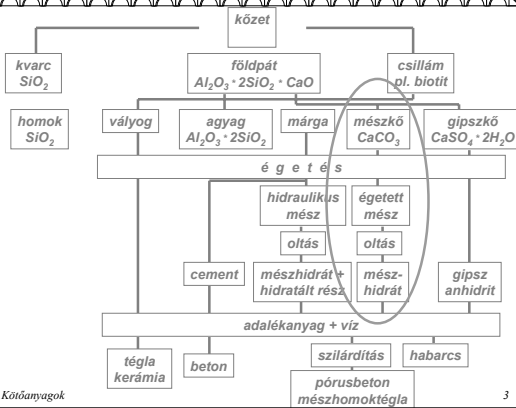 kőzet
kvarc
SiO₂
földpát
Al₂O₃ * 2SiO₂ * CaO
csillám
pl. biotit
homok
SiO₂
vályog
agyag
Al₂O₃ * 2SiO₂
márga
mészkő
CaCO₃
gipszkő
CaSO₄ * 2H₂O
é g e t é s
hidraulikus
mész
égetett
mész
oltás
oltás
cement
mészhidrát +
hidratált rész
mész-
hidrát
gipsz
anhidrit
adalékanyag + víz
tégla
kerámia
beton
szilárdítás
habarcs
pórusbeton
mészhomoktégla
Kötőanyagok
3